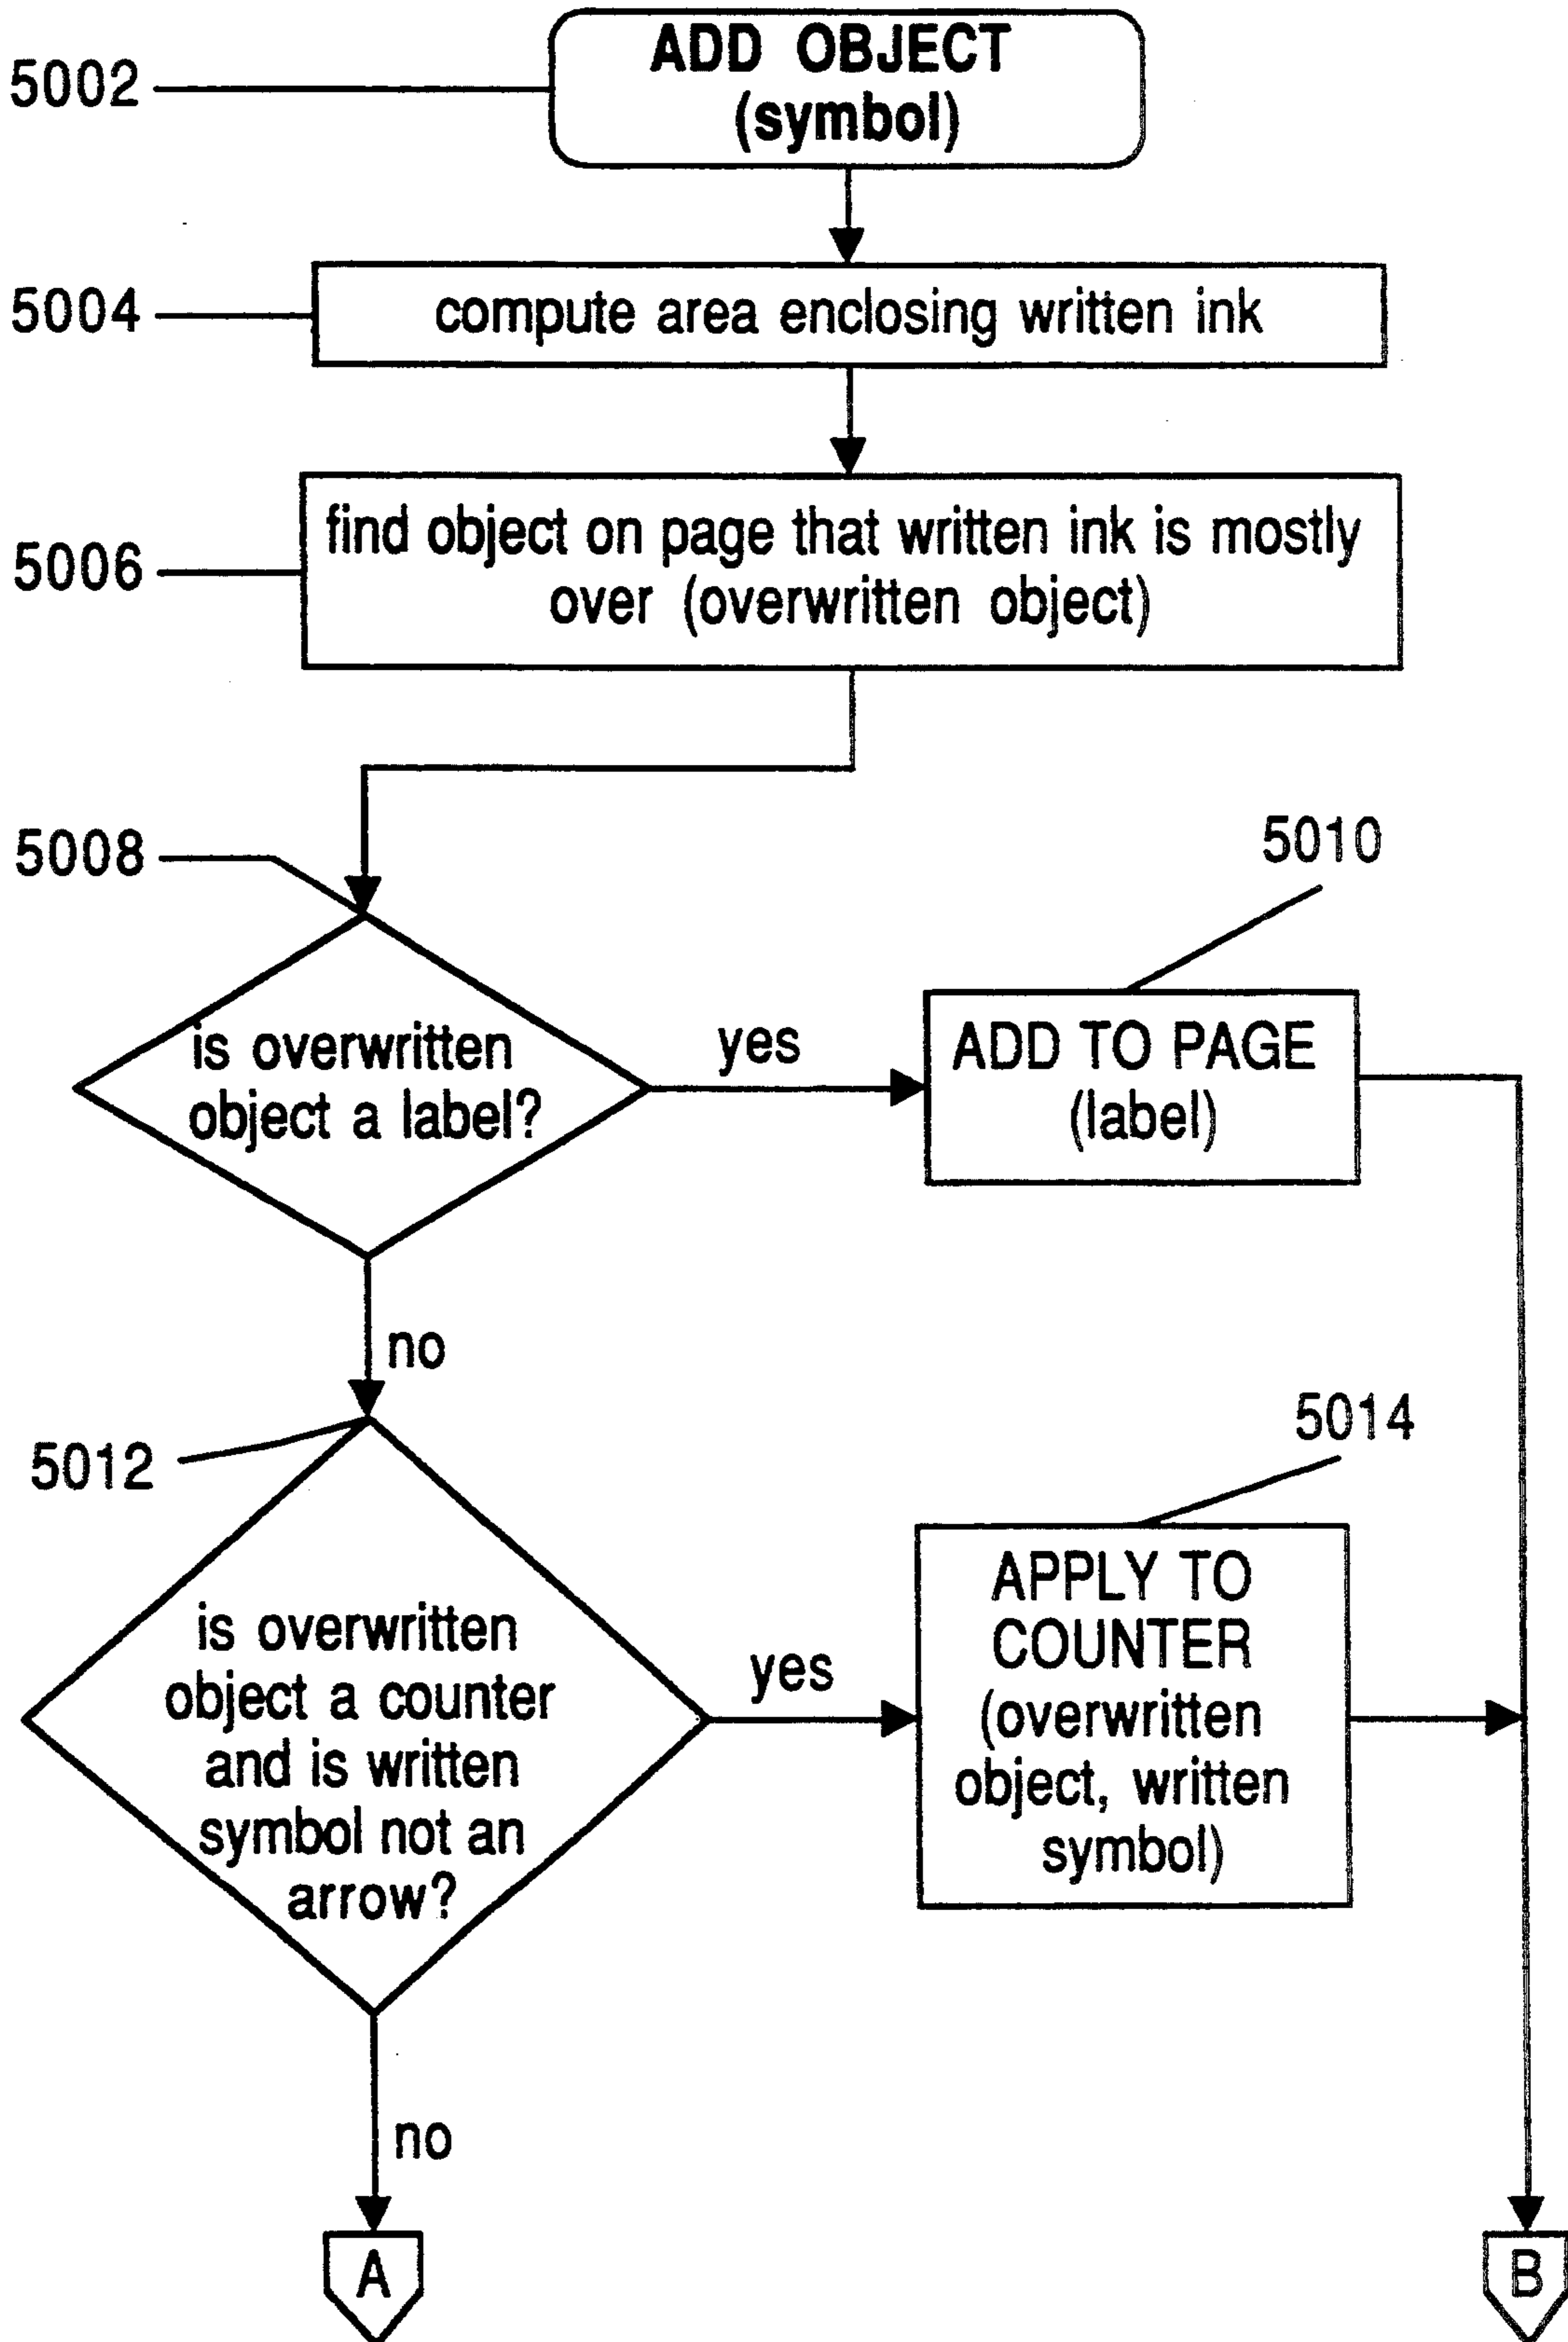 5002
ADD OBJECT
(symbol)
5004
compute area enclosing written ink
5006
find object on page that written ink is mostly
over (overwritten object)
5008
5010
is overwritten
object a label?
yes
ADD TO PAGE
(label)
no
5012
5014
is overwritten
object a counter
and is written
symbol not an
arrow?
yes
APPLY TO
COUNTER
(overwritten
object, written
symbol)
no
A
B